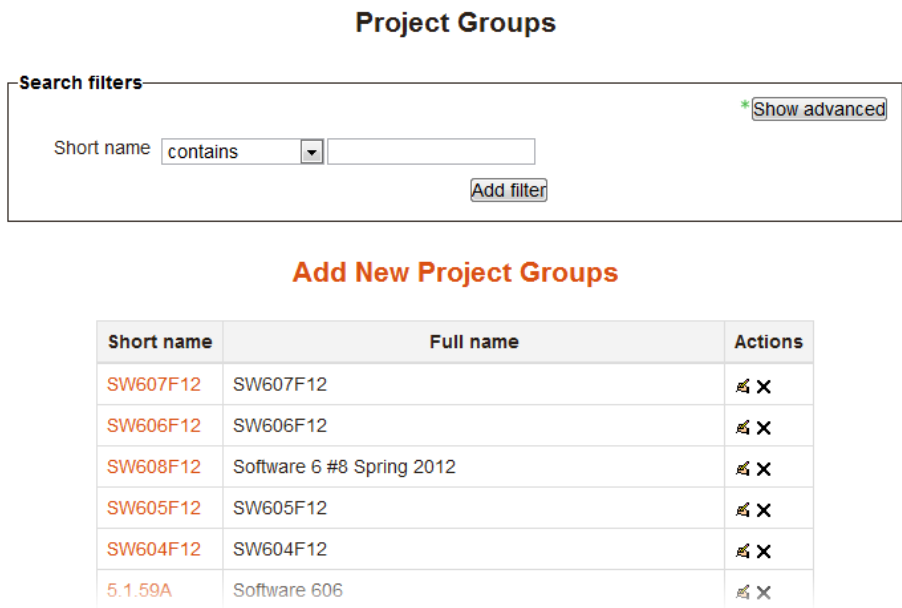 Project Groups
Search filters
*Show advanced
Short name contains
Add filter
Add New Project Groups
Short name Full name Actions
SW607F12 SW607F12
SW606F12 SW606F12
SW608F12 Software 6 #8 Spring 2012
SW605F12 SW605F12
SW604F12 SW604F12
5.1.59A Software 606